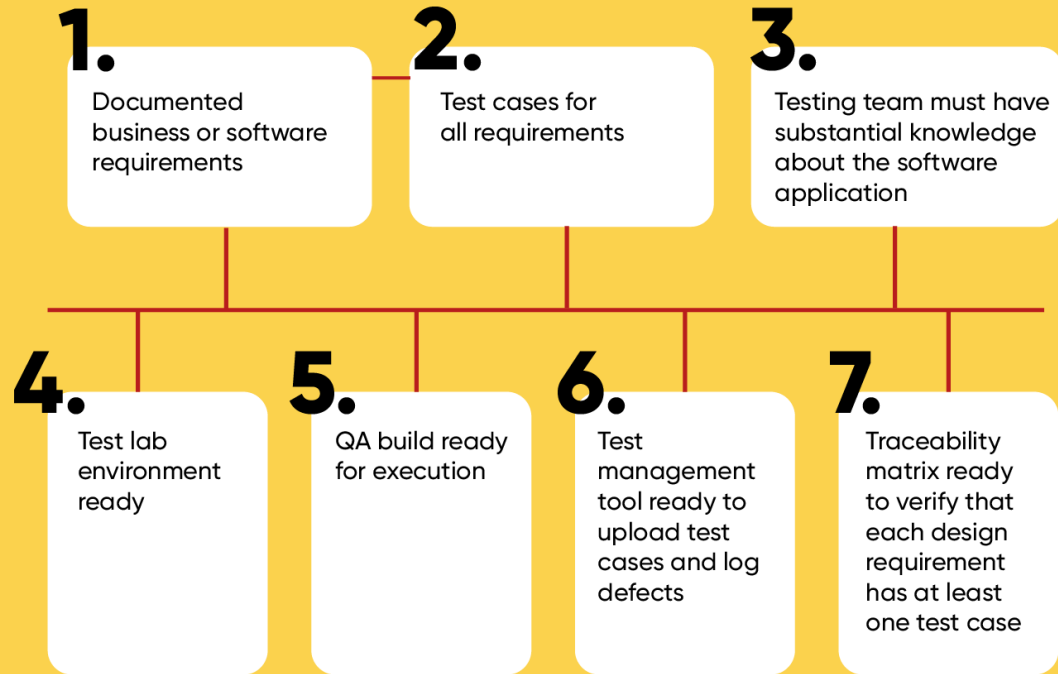 1.
Documented
business or software
requirements
2.
Test cases for
all requirements
3.
Testing team must have
substantial knowledge
about the software
application
4.
Test lab
environment
ready
5.
QA build ready
for execution
6.
Test
management
tool ready to
upload test
cases and log
defects
7.
Traceability
matrix ready
to verify that
each design
requirement
has at least
one test case